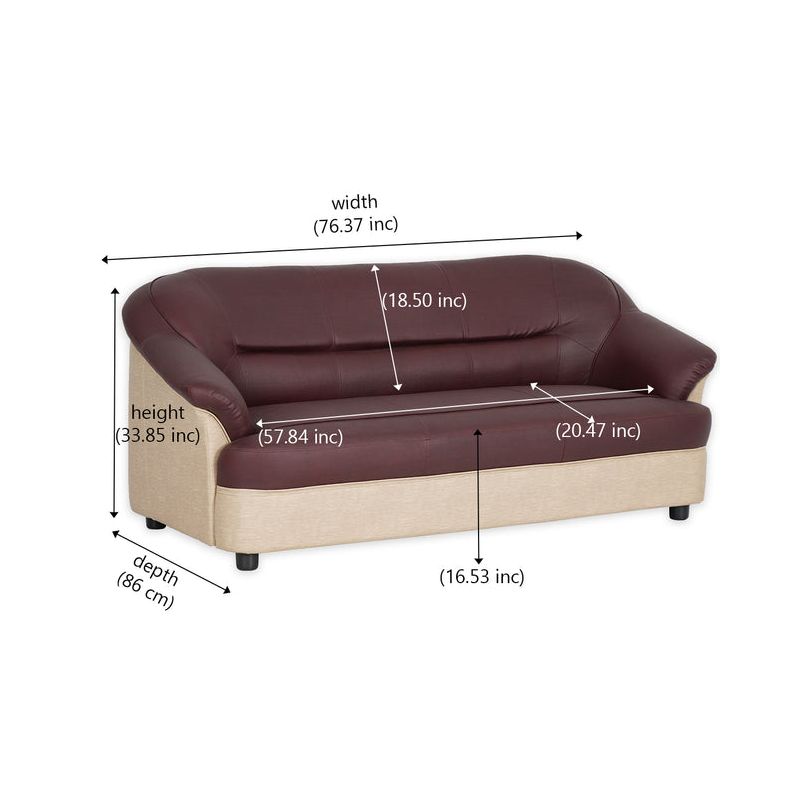 width
(76.37 inc)
(18.50 inc)
height
(33.85 inc)
(57.84 inc)
(20.47 inc)
(16.53 inc)
depth
(86 cm)